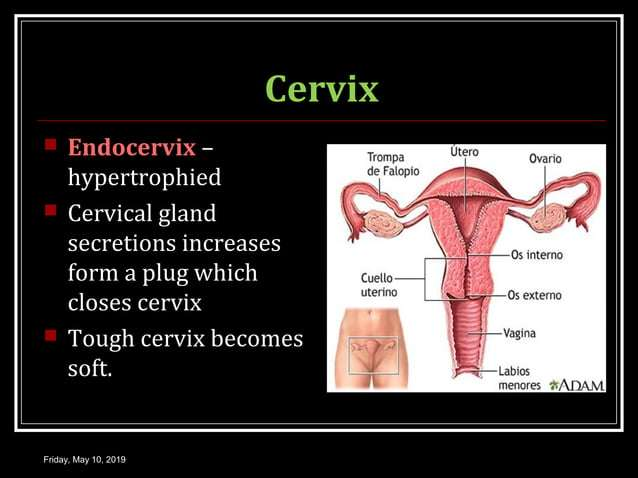 Cervix
Endocervix –
hypertrophied
Cervical gland
secretions increases
form a plug which
closes cervix
Tough cervix becomes
soft.
Trompa
de Falopio
Útero
Ovario
Os interno
Cuello
uterino
Os externo
Vagina
Labios
menores
ADAM
Friday, May 10, 2019